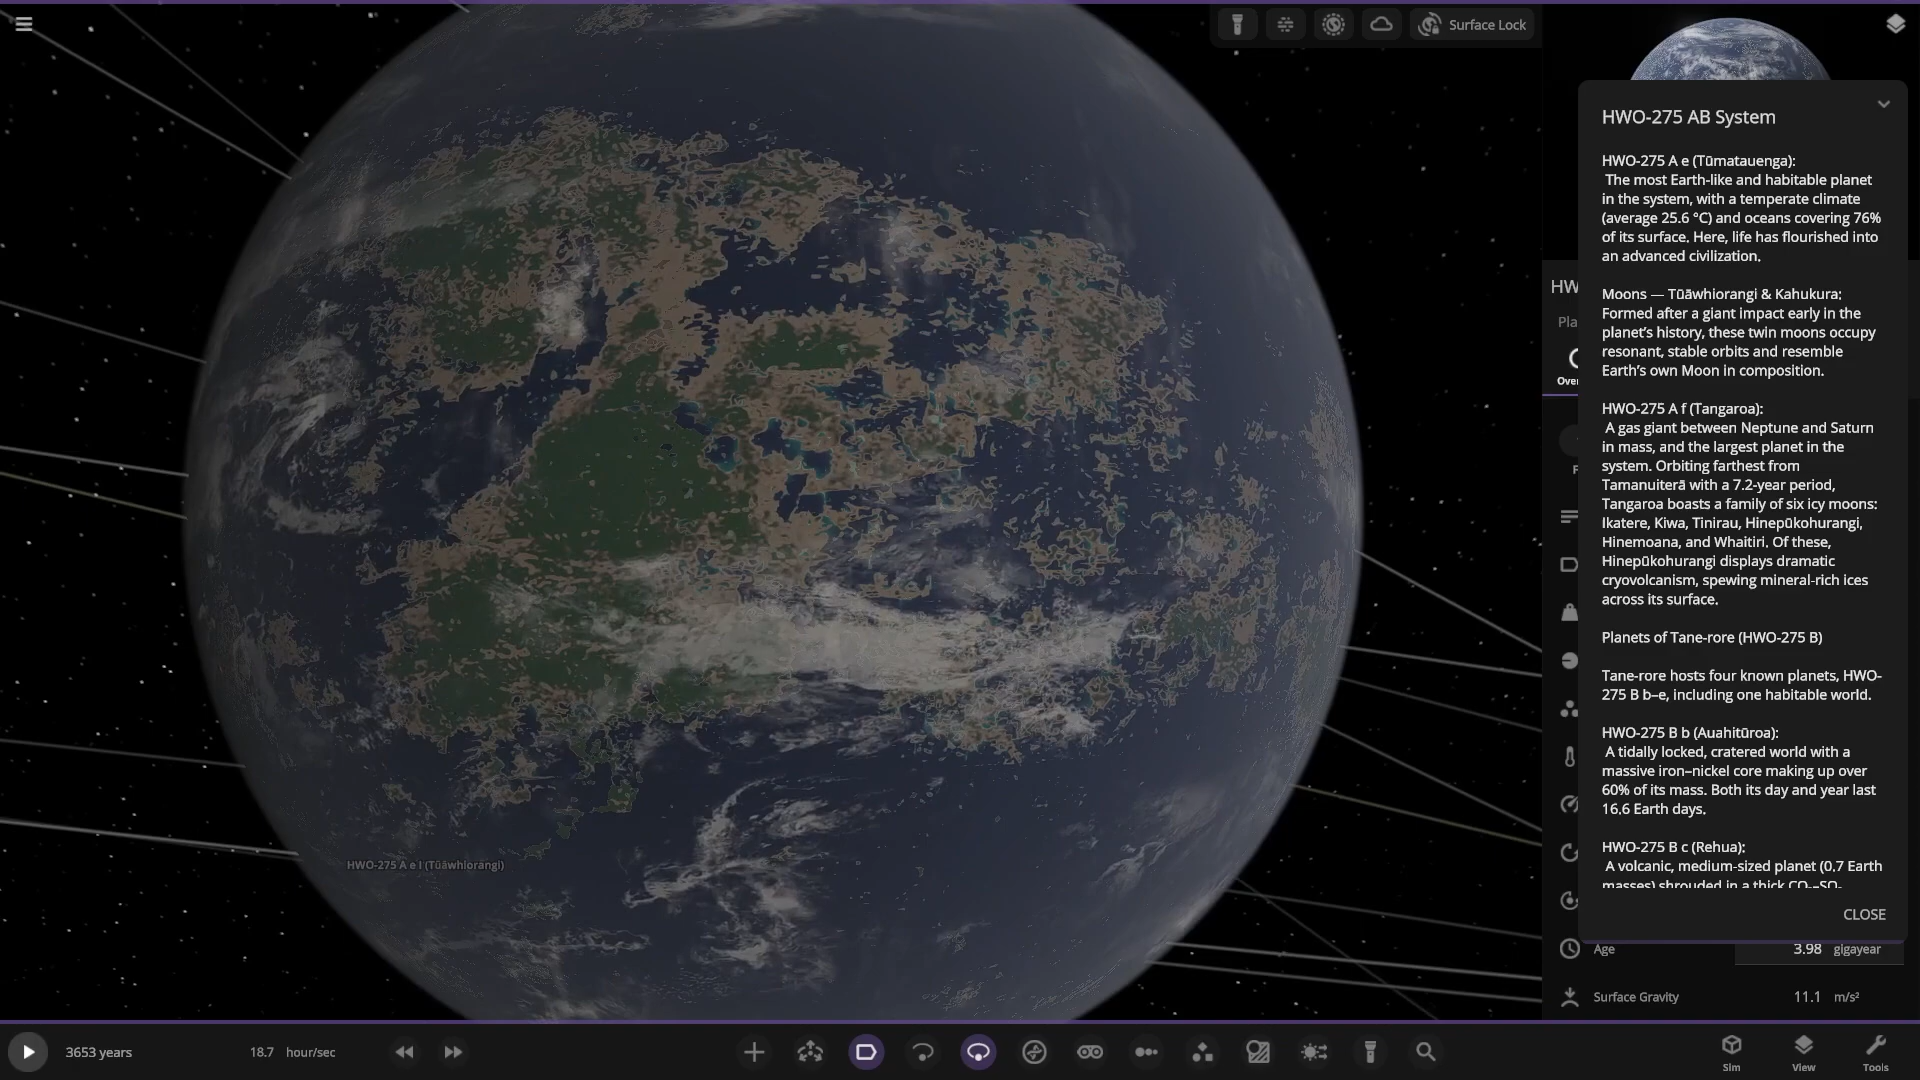 Surface Lock
HWO-275 AB System
HWO-275 A e (Tūmatauenga):
The most Earth-like and habitable planet
in the system, with a temperate climate
(average 25.6 °C) and oceans covering 76%
of its surface. Here, life has flourished into
an advanced civilization.
Moons — Tūāwhiorangi & Kahukura:
Formed after a giant impact early in the
planet's history, these twin moons occupy
resonant, stable orbits and resemble
Earth's own Moon in composition.
HWO-275 A f (Tangaroa):
A gas giant between Neptune and Saturn
in mass, and the largest planet in the
system. Orbiting farthest from
Tamanuiterā with a 7.2-year period,
Tangaroa boasts a family of six icy moons:
Ikatere, Kiwa, Tinirau, Hinepūkohurangi,
Hinemoana, and Whaitiri. Of these,
Hinepūkohurangi displays dramatic
cryovolcanism, spewing mineral-rich ices
across its surface.
Planets of Tane-rore (HWO-275 B)
Tane-rore hosts four known planets, HWO-
275 B b–e, including one habitable world.
HWO-275 B b (Auahitūroa):
A tidally locked, cratered world with a
massive iron–nickel core making up over
60% of its mass. Both its day and year last
16.6 Earth days.
HWO-275 B c (Rehua):
A volcanic, medium-sized planet (0.7 Earth
masses) shrouded in a thick CO₂–SO₂-
CLOSE
HW
Pla
Over
Age 3.98 gigayear
Surface Gravity 11.1 m/s²
HWO-275 A e I (Tūāwhiorangi)
3653 years
18.7 hour/sec
Sim
View
Tools